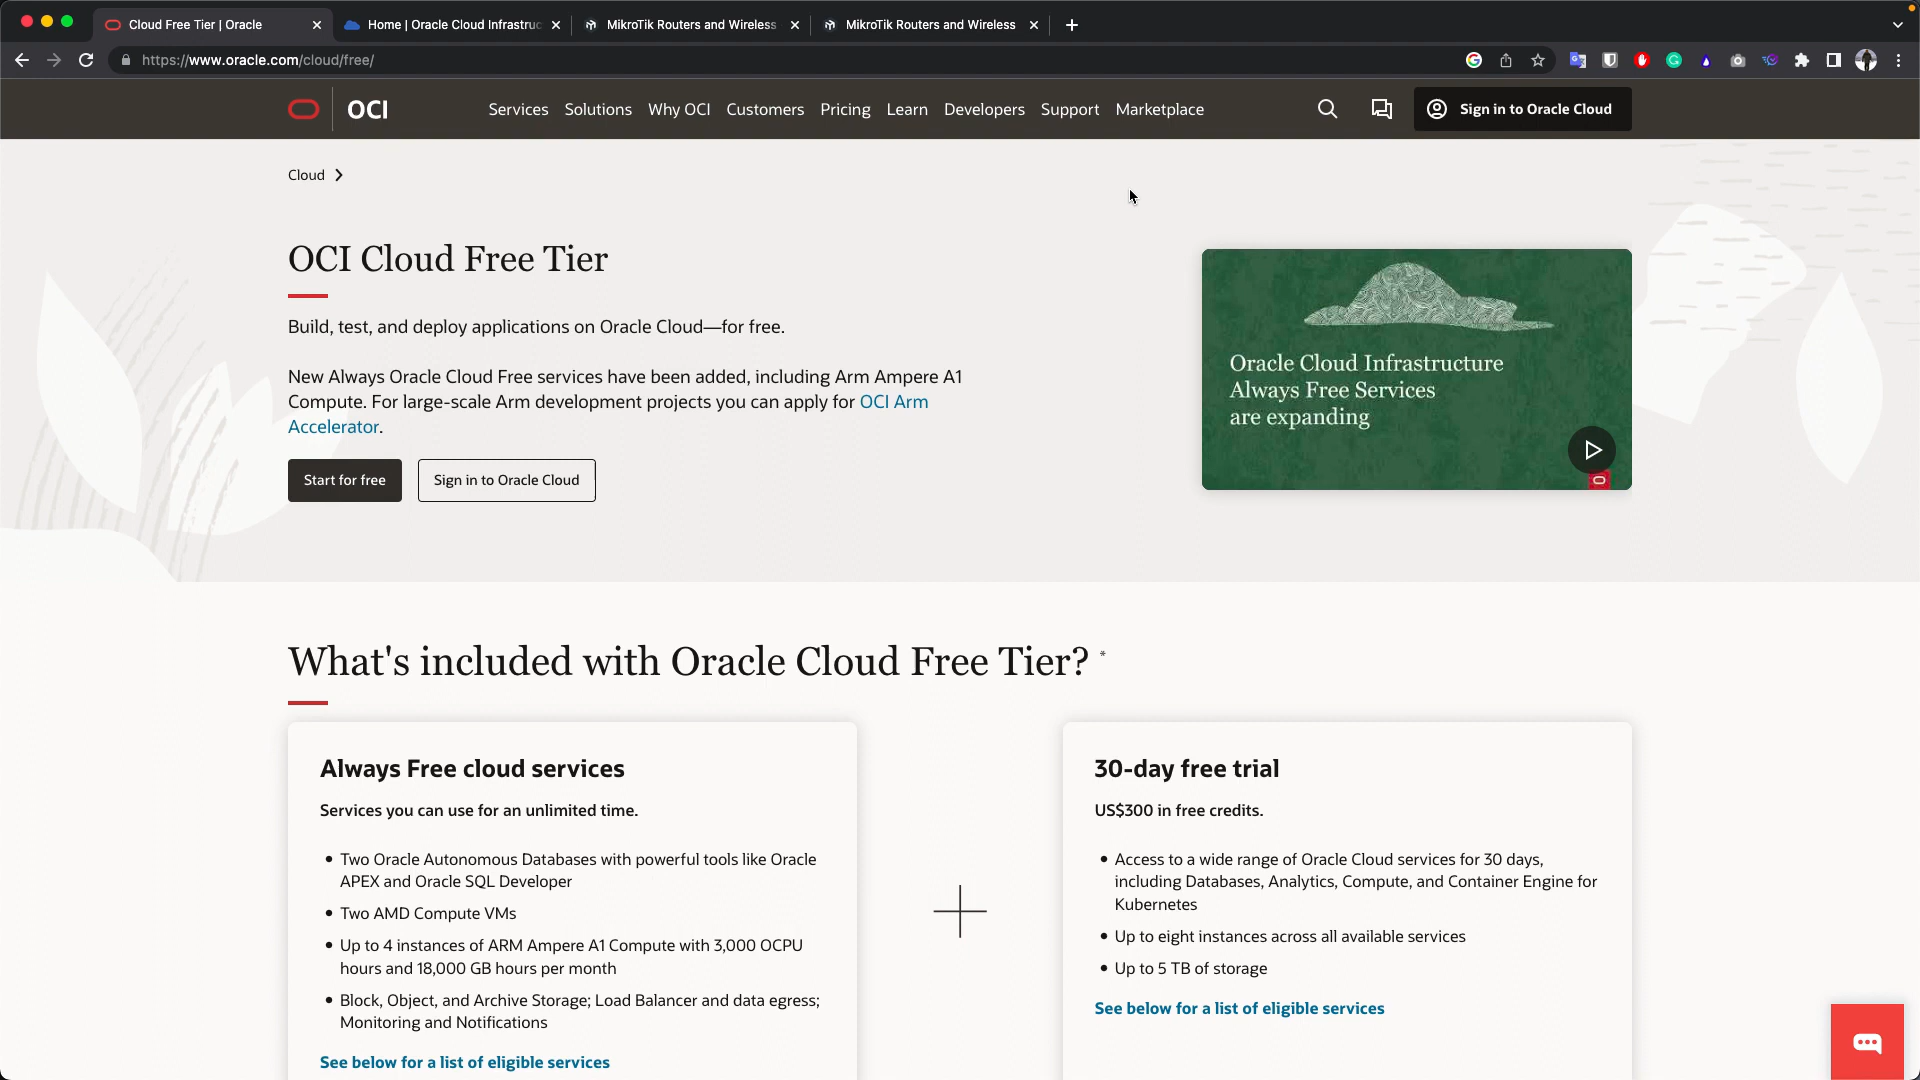 Cloud Free Tier | Oracle
Home | Oracle Cloud Infrastruc
MikroTik Routers and Wireless
MikroTik Routers and Wireless
https://www.oracle.com/cloud/free/
OCI
Services
Solutions
Why OCI
Customers
Pricing
Learn
Developers
Support
Marketplace
Sign in to Oracle Cloud
Cloud
OCI Cloud Free Tier
Build, test, and deploy applications on Oracle Cloud—for free.
New Always Oracle Cloud Free services have been added, including Arm Ampere A1
Compute. For large-scale Arm development projects you can apply for OCI Arm
Accelerator.
Start for free
Sign in to Oracle Cloud
Oracle Cloud Infrastructure
Always Free Services
are expanding
What's included with Oracle Cloud Free Tier? *
Always Free cloud services
Services you can use for an unlimited time.
• Two Oracle Autonomous Databases with powerful tools like Oracle
APEX and Oracle SQL Developer
• Two AMD Compute VMs
• Up to 4 instances of ARM Ampere A1 Compute with 3,000 OCPU
hours and 18,000 GB hours per month
• Block, Object, and Archive Storage; Load Balancer and data egress;
Monitoring and Notifications
See below for a list of eligible services
30-day free trial
US$300 in free credits.
• Access to a wide range of Oracle Cloud services for 30 days,
including Databases, Analytics, Compute, and Container Engine for
Kubernetes
• Up to eight instances across all available services
• Up to 5 TB of storage
See below for a list of eligible services